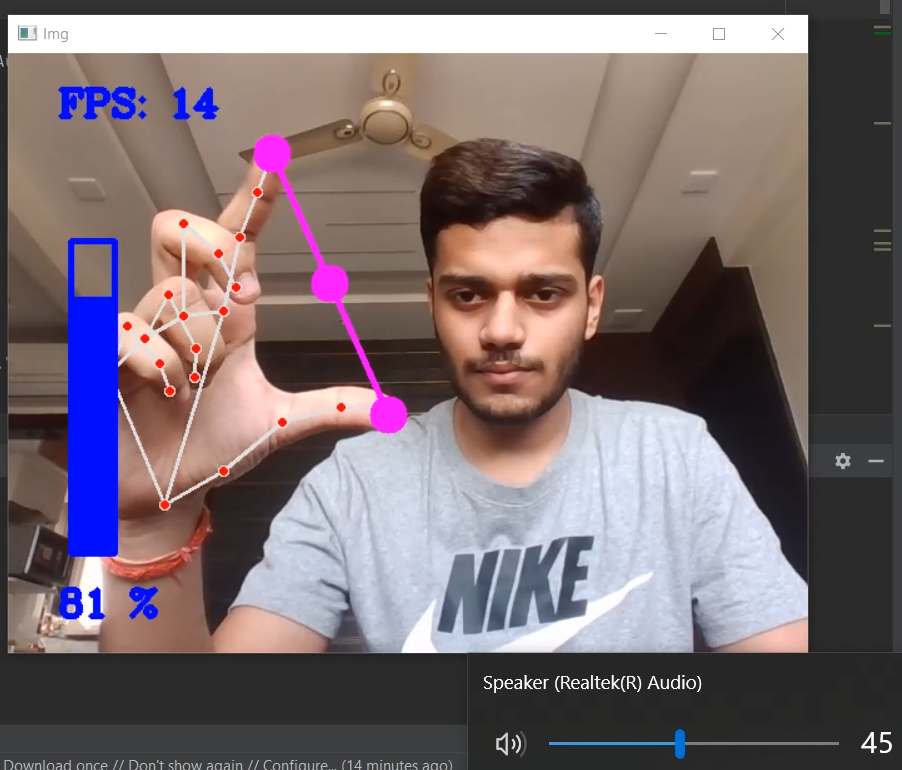 Img
FPS: 14
81 %
NIKE
Speaker (Realtek(R) Audio)
45
Download once // Don't show again // Configure... (14 minutes ago)